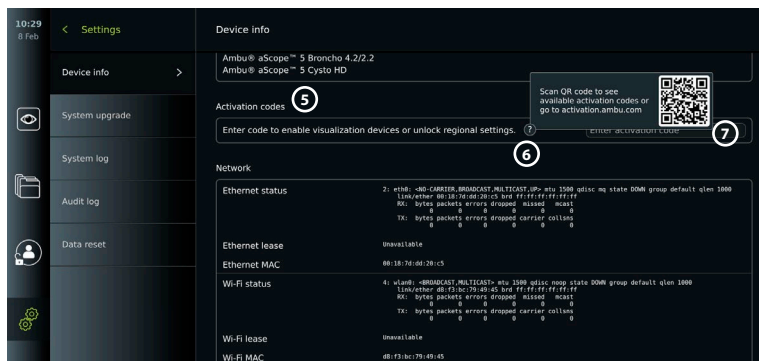 10:29
8 Feb
Settings
Device info
Device info
System upgrade
System log
Audit log
Data reset
Ambu® aScope™ 5 Broncho 4.2/2.2
Ambu® aScope™ 5 Cysto HD
Activation codes
5
Scan QR code to see
available activation codes or
go to activation.ambu.com
Enter code to enable visualization devices or unlock regional settings. ?
Enter activation code
7
6
Network
Ethernet status
2: eth0: <NO-CARRIER,BROADCAST,MULTICAST,UP> mtu 1500 qdisc mq state DOWN group default qlen 1000
link/ether 00:18:7d:dd:20:c5 brd ff:ff:ff:ff:ff:ff
RX: bytes packets errors dropped missed mcast
0 0 0 0 0 0
TX: bytes packets errors dropped carrier collsns
0 0 0 0 0 0
Ethernet lease
Unavailable
Ethernet MAC
00:18:7d:dd:20:c5
Wi-Fi status
4: wlan0: <BROADCAST,MULTICAST> mtu 1500 qdisc noop state DOWN group default qlen 1000
link/ether d8:f3:bc:79:49:45 brd ff:ff:ff:ff:ff:ff
RX: bytes packets errors dropped missed mcast
0 0 0 0 0 0
TX: bytes packets errors dropped carrier collsns
0 0 0 0 0 0
Wi-Fi lease
Unavailable
Wi-Fi MAC
d8:f3:bc:79:49:45